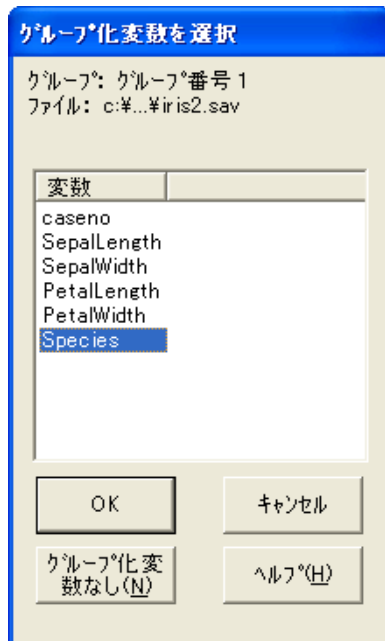 グループ化変数を選択
グループ: グループ番号 1
ファイル: c:¥...¥iris2.sav
変数
caseno
SepalLength
SepalWidth
PetalLength
PetalWidth
Species
OK
キャンセル
グループ化変
数なし(N)
ヘルプ(H)